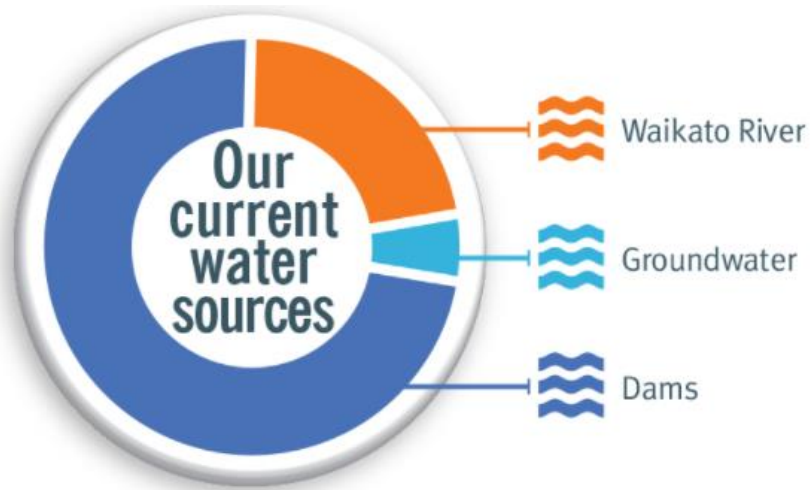 Our
current
water
sources
Waikato River
Groundwater
Dams